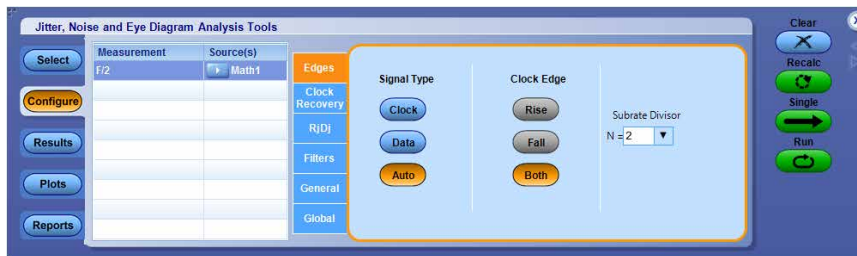 Jitter, Noise and Eye Diagram Analysis Tools
Clear
Select
Measurement Source(s)
F/2 Math1
Recalc
Configure
Edges
Clock Recovery
RjDj
Filters
General
Global
Signal Type
Clock
Data
Auto
Clock Edge
Rise
Fall
Both
Subrate Divisor
N = 2
Single
Run
Results
Plots
Reports